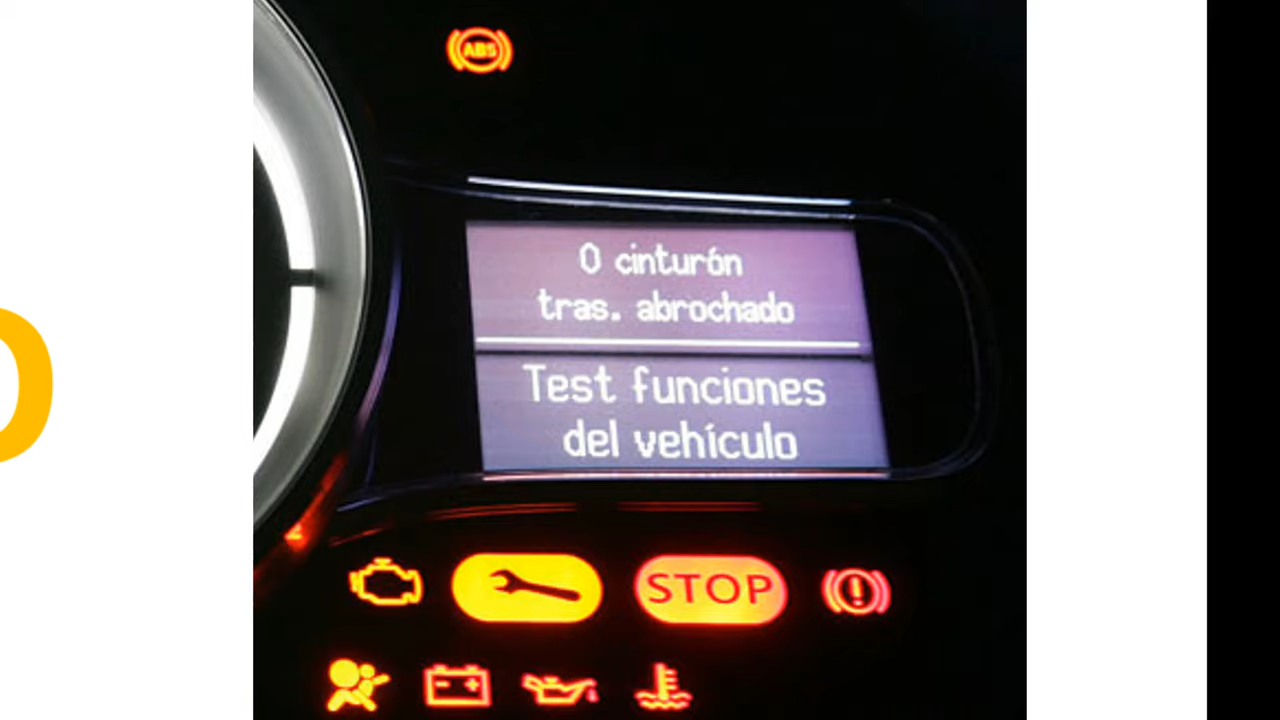 ABS
0 cinturón
tras. abrochado
Test funciones
del vehículo
STOP